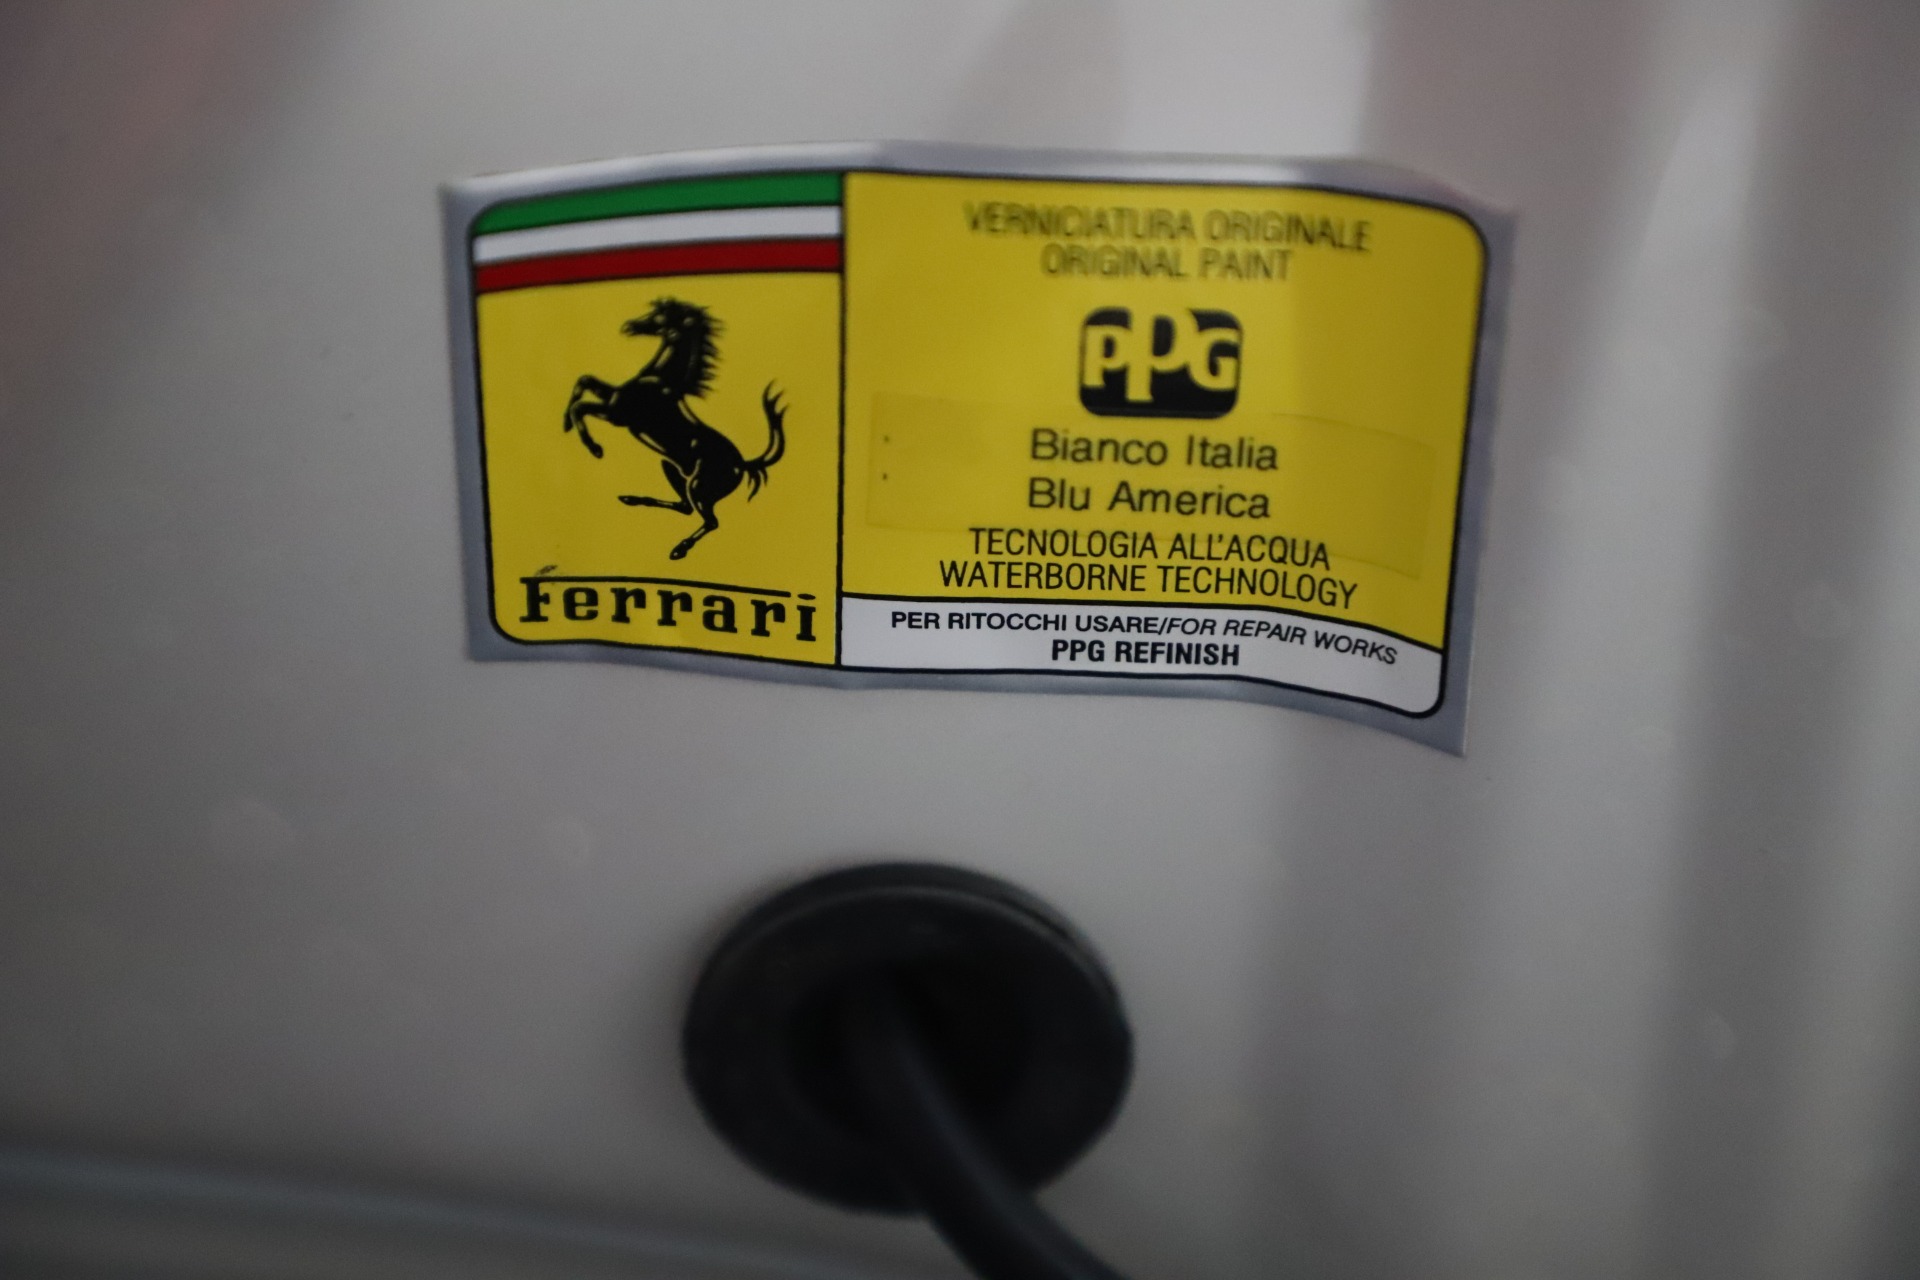 Ferrari
VERNICIATURA ORIGINALE
ORIGINAL PAINT
PPG
Bianco Italia
Blu America
TECNOLOGIA ALL'ACQUA
WATERBORNE TECHNOLOGY
PER RITOCCHI USARE/FOR REPAIR WORKS
PPG REFINISH